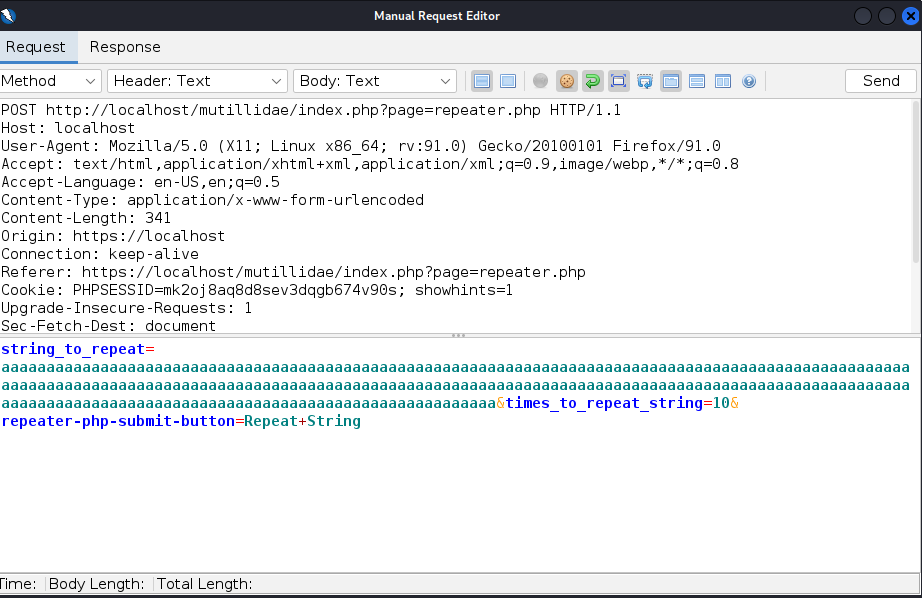 Manual Request Editor
Request Response
Method Header: Text Body: Text Send
POST http://localhost/mutillidae/index.php?page=repeater.php HTTP/1.1
Host: localhost
User-Agent: Mozilla/5.0 (X11; Linux x86_64; rv:91.0) Gecko/20100101 Firefox/91.0
Accept: text/html,application/xhtml+xml,application/xml;q=0.9,image/webp,*/*;q=0.8
Accept-Language: en-US,en;q=0.5
Content-Type: application/x-www-form-urlencoded
Content-Length: 341
Origin: https://localhost
Connection: keep-alive
Referer: https://localhost/mutillidae/index.php?page=repeater.php
Cookie: PHPSESSID=mk2oj8aq8d8sev3dqgb674v90s; showhints=1
Upgrade-Insecure-Requests: 1
Sec-Fetch-Dest: document
string_to_repeat=
aaaaaaaaaaaaaaaaaaaaaaaaaaaaaaaaaaaaaaaaaaaaaaaaaaaaaaaaaaaaaaaaaaaaaaaaaaaaaaaaaaaaaaaaaaaaaaaaaaaaa
aaaaaaaaaaaaaaaaaaaaaaaaaaaaaaaaaaaaaaaaaaaaaaaaaaaaaaaaaaaaaaaaaaaaaaaaaaaaaaaaaaaaaaaaaaaaaaaaaaaaa
aaaaaaaaaaaaaaaaaaaaaaaaaaaaaaaaaaaaaaaaaaaaaaaaaaaaaaa&times_to_repeat_string=10&
repeater-php-submit-button=Repeat+String
Time: Body Length: Total Length: